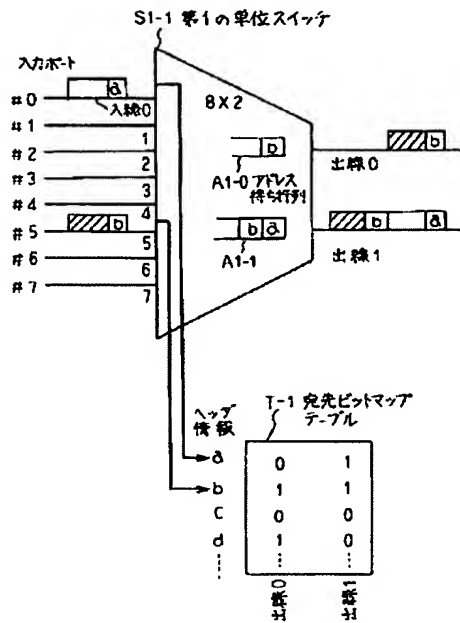 S1-1 第1の単位スイッチ
入力ポート
#0
a
入線0
8X2
#1
1
#2
2
b
b
出線0
#3
3
A1-0 アドレス
待ち行列
#4
4
b
b a
b
a
#5
5
A1-1
出線1
#6
6
#7
7
T-1 宛先ビットマップ
テーブル
ヘッダ
情報
a 0 1
b 1 1
C 0 0
d 1 0
…… …… ……
出線0
出線1